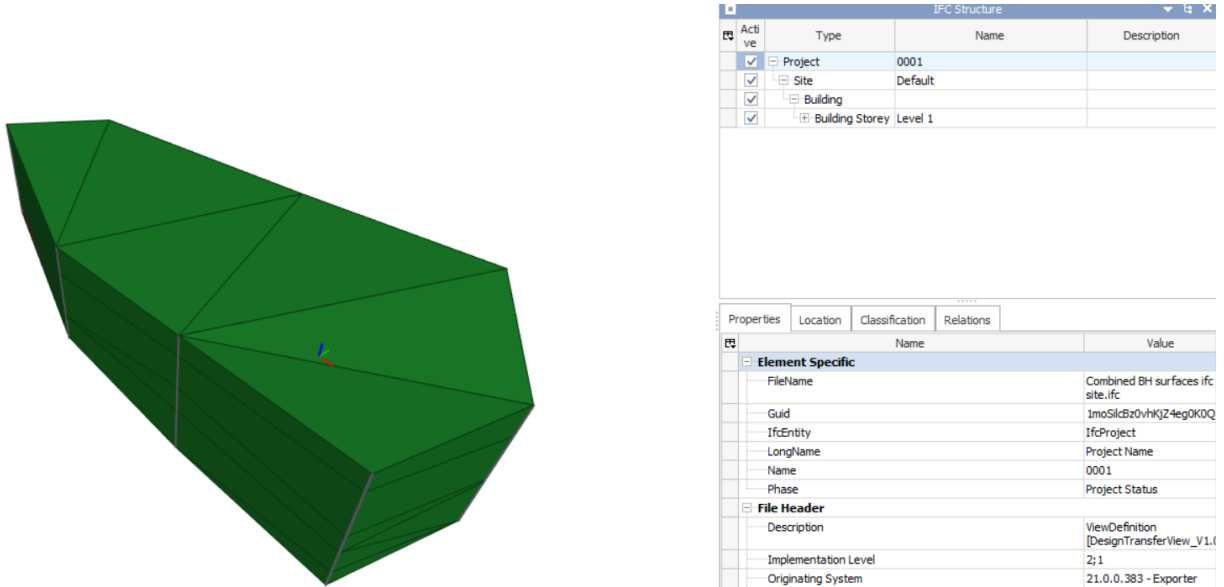 IFC Structure
Acti
ve
Type
Name
Description
Project
0001
Site
Default
Building
Building Storey
Level 1
Properties
Location
Classification
Relations
Name
Value
Element Specific
FileName
Combined BH surfaces ifc
site.ifc
Guid
1moSilcBz0vhKjZ4eg0K0Q
IfcEntity
IfcProject
LongName
Project Name
Name
0001
Phase
Project Status
File Header
Description
ViewDefinition
[DesignTransferView_V1.0
Implementation Level
2;1
Originating System
21.0.0.383 - Exporter